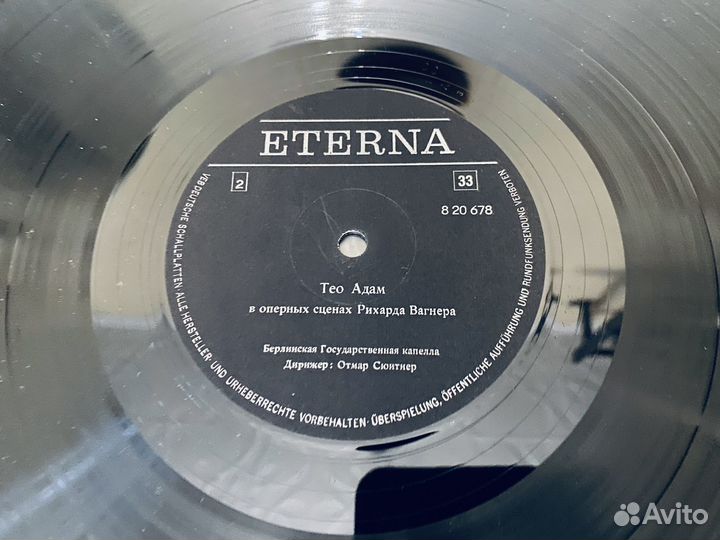 ETERNA
2
33
8 20 678
Тео Адам
в оперных сценах Рихарда Вагнера
Берлинская Государственная капелла
Дирижер: Отмар Сюитнер
VEB DEUTSCHE SCHALLPLATTEN · ALLE HERSTELLER- UND URHEBERRECHTE VORBEHALTEN · ÜBERSPIELUNG, ÖFFENTLICHE AUFFÜHRUNG UND RUNDFUNKSENDUNG VERBOTEN
Avito